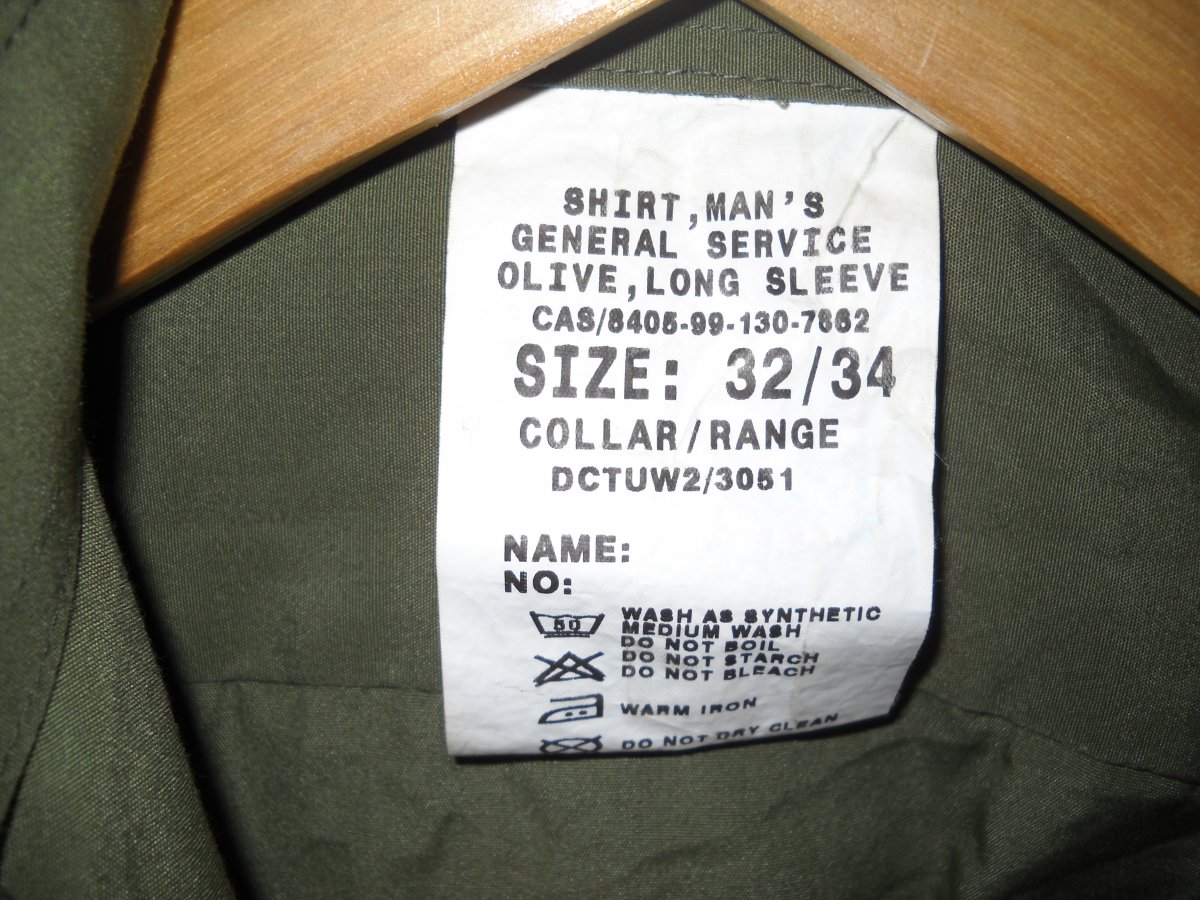 SHIRT,MAN'S
GENERAL SERVICE
OLIVE,LONG SLEEVE
CAS/8405-99-130-7662
SIZE: 32/34
COLLAR/RANGE
DCTUW2/3051
NAME:
NO:
50 WASH AS SYNTHETIC
MEDIUM WASH
DO NOT BOIL
DO NOT STARCH
DO NOT BLEACH
WARM IRON
DO NOT DRY CLEAN